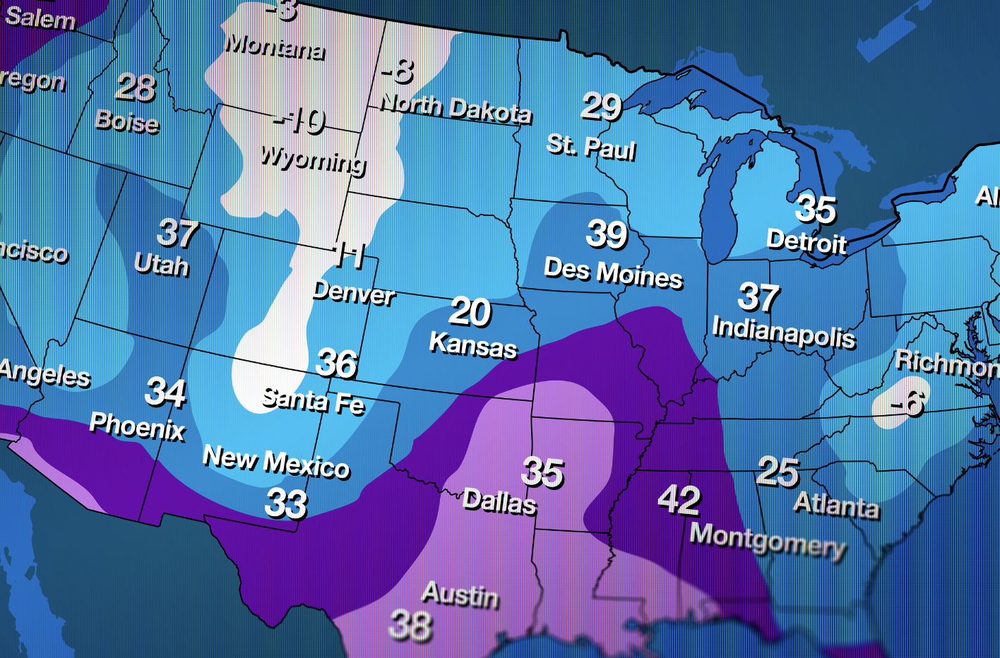 -3
Salem
Montana
-8
regon
28
North Dakota
29
Boise
-10
St. Paul
Wyoming
Al
35
37
39
Detroit
ncisco
Utah
-11
Des Moines
Denver
20
37
Kansas
Indianapolis
36
Richmon
Angeles
34
Santa Fe
-6
Phoenix
New Mexico
35
25
33
Dallas
42
Atlanta
Montgomery
Austin
38